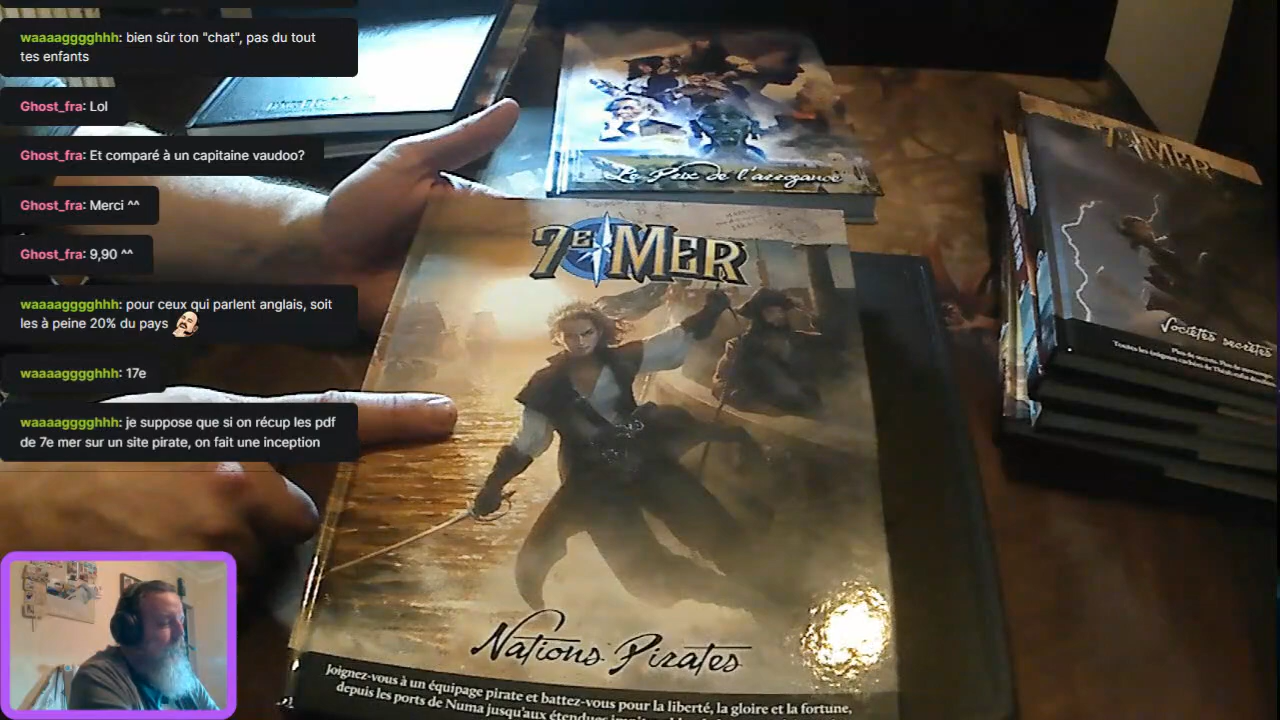 waaaagggghhh: bien sûr ton "chat", pas du tout
tes enfants
Ghost_fra: Lol
Ghost_fra: Et comparé à un capitaine vaudoo?
Ghost_fra: Merci ^^
Ghost_fra: 9,90 ^^
waaaagggghhh: pour ceux qui parlent anglais, soit
les à peine 20% du pays
waaaagggghhh: 17e
waaaagggghhh: je suppose que si on récup les pdf
de 7e mer sur un site pirate, on fait une inception
Le Prix de l'arrogance
7E MER
Nations Pirates
Joignez-vous à un équipage pirate et battez-vous pour la liberté, la gloire et la fortune,
depuis les ports de Numa jusqu'aux étendues
7E MER
Sociétés secrètes